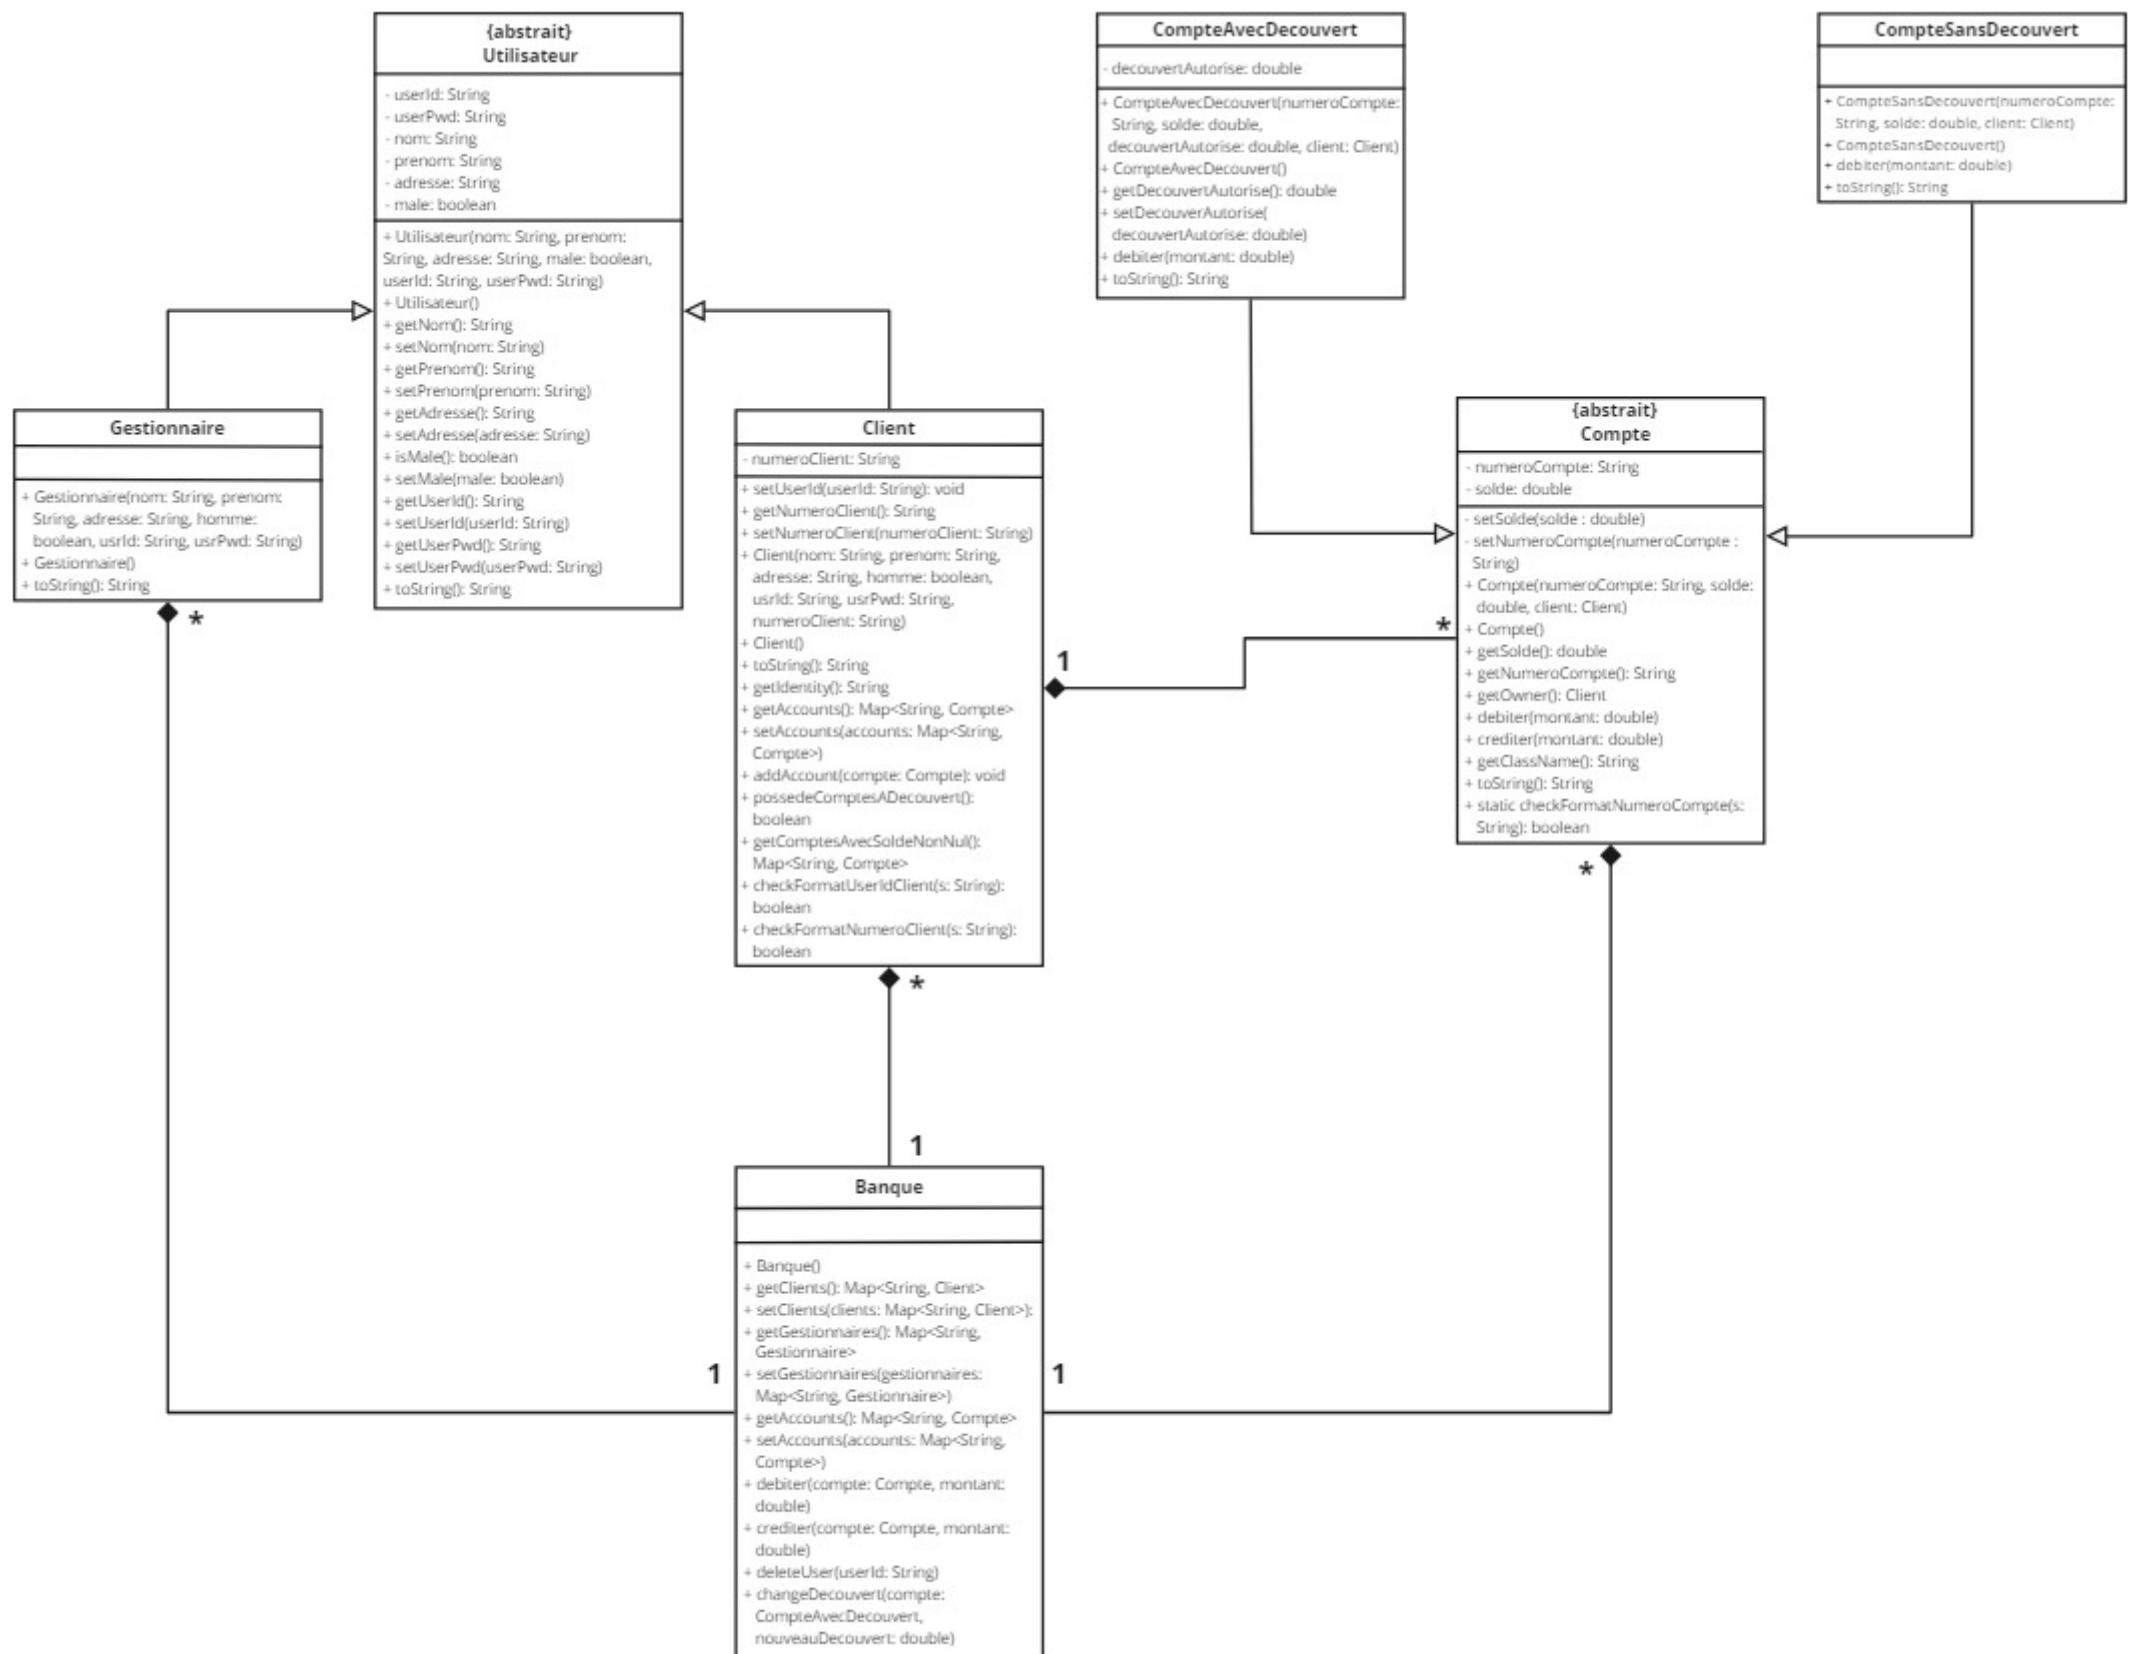 {abstrait}
Utilisateur
- userId: String
- userPwd: String
- nom: String
- prenom: String
- adresse: String
- male: boolean
+ Utilisateur(nom: String, prenom:
String, adresse: String, male: boolean,
userId: String, userPwd: String)
+ Utilisateur()
+ getNom(): String
+ setNom(nom: String)
+ getPrenom(): String
+ setPrenom(prenom: String)
+ getAdresse(): String
+ setAdresse(adresse: String)
+ isMale(): boolean
+ setMale(male: boolean)
+ getUserId(): String
+ setUserId(userId: String)
+ getUserPwd(): String
+ setUserPwd(userPwd: String)
+ toString(): String
CompteAvecDecouvert
- decouvertAutorise: double
+ CompteAvecDecouvert(numeroCompte:
String, solde: double,
decouvertAutorise: double, client: Client)
+ CompteAvecDecouvert()
+ getDecouvertAutorise(): double
+ setDecouverAutorise(
decouvertAutorise: double)
+ debiter(montant: double)
+ toString(): String
CompteSansDecouvert
+ CompteSansDecouvert(numeroCompte:
String, solde: double, client: Client)
+ CompteSansDecouvert()
+ debiter(montant: double)
+ toString(): String
Gestionnaire
+ Gestionnaire(nom: String, prenom:
String, adresse: String, homme:
boolean, usrId: String, usrPwd: String)
+ Gestionnaire()
+ toString(): String
*
Client
- numeroClient: String
+ setUserId(userId: String): void
+ getNumeroClient(): String
+ setNumeroClient(numeroClient: String)
+ Client(nom: String, prenom: String,
adresse: String, homme: boolean,
usrId: String, usrPwd: String,
numeroClient: String)
+ Client()
+ toString(): String
+ getIdentity(): String
+ getAccounts(): Map<String, Compte>
+ setAccounts(accounts: Map<String,
Compte>)
+ addAccount(compte: Compte): void
+ possedeComptesADecouvert():
boolean
+ getComptesAvecSoldeNonNul():
Map<String, Compte>
+ checkFormatUserIdClient(s: String):
boolean
+ checkFormatNumeroClient(s: String):
boolean
1
*
{abstrait}
Compte
- numeroCompte: String
- solde: double
- setSolde(solde : double)
- setNumeroCompte(numeroCompte :
String)
+ Compte(numeroCompte: String, solde:
double, client: Client)
+ Compte()
+ getSolde(): double
+ getNumeroCompte(): String
+ getOwner(): Client
+ debiter(montant: double)
+ crediter(montant: double)
+ getClassName(): String
+ toString(): String
+ static checkFormatNumeroCompte(s:
String): boolean
*
*
1
Banque
+ Banque()
+ getClients(): Map<String, Client>
+ setClients(clients: Map<String, Client>):
+ getGestionnaires(): Map<String,
Gestionnaire>
+ setGestionnaires(gestionnaires:
Map<String, Gestionnaire>)
+ getAccounts(): Map<String, Compte>
+ setAccounts(accounts: Map<String,
Compte>)
+ debiter(compte: Compte, montant:
double)
+ crediter(compte: Compte, montant:
double)
+ deleteUser(userId: String)
+ changeDecouvert(compte:
CompteAvecDecouvert,
nouveauDecouvert: double)
1
1